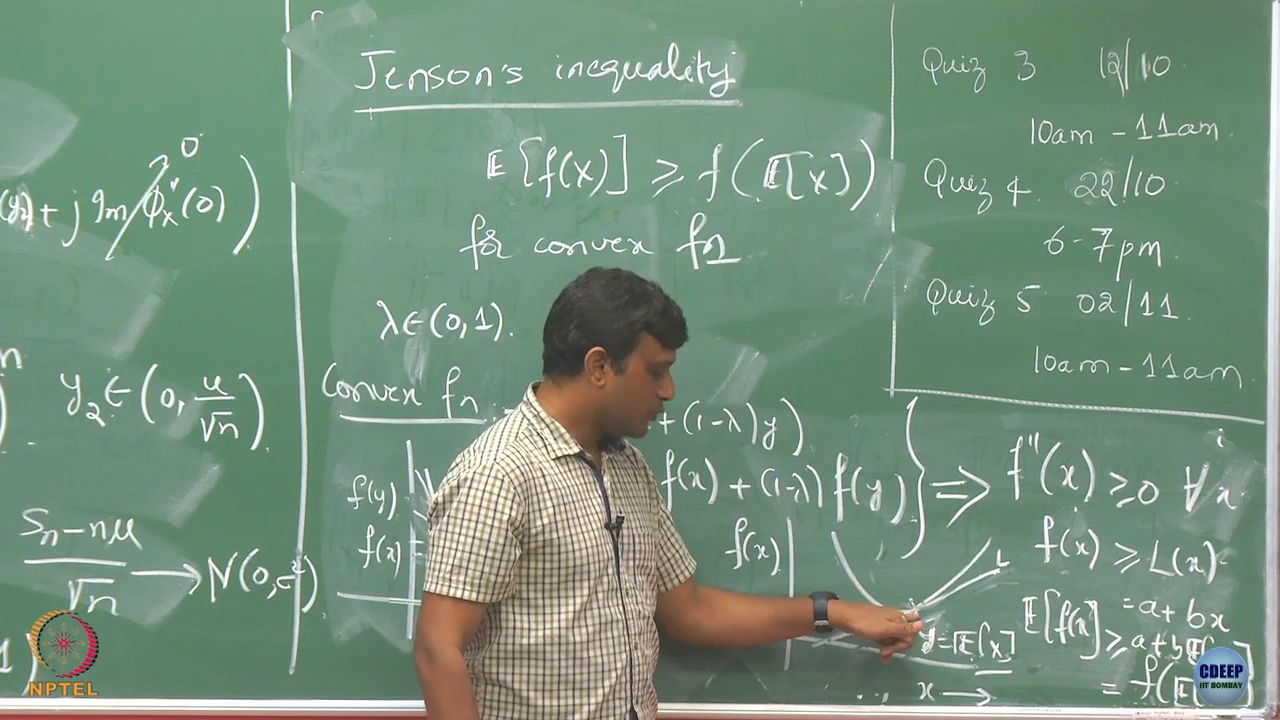 + j Im ϕ''ₓ(0) )
0
y₂ ∈ (0, u/√n).
Sₙ - nμ / √n → N(0, σ²)
Jenson's inequality
E[f(X)] ≥ f(E[X])
for convex fn
λ ∈ (0, 1).
Convex fn
+ (1-λ)y)
f(x) + (1-λ) f(y) } ⇒ f''(x) ≥ 0 ∀ x
f(y)
f(x) =
f(x)
L
y = E[X]
x →
f(x) ≥ L(x)
= a + bx
E[f(x)] ≥ a + b E[
= f(E[
Quiz 3 12/10
10am - 11am
Quiz 4 22/10
6-7pm
Quiz 5 02/11
10am - 11am
NPTEL
CDEEP
IIT BOMBAY